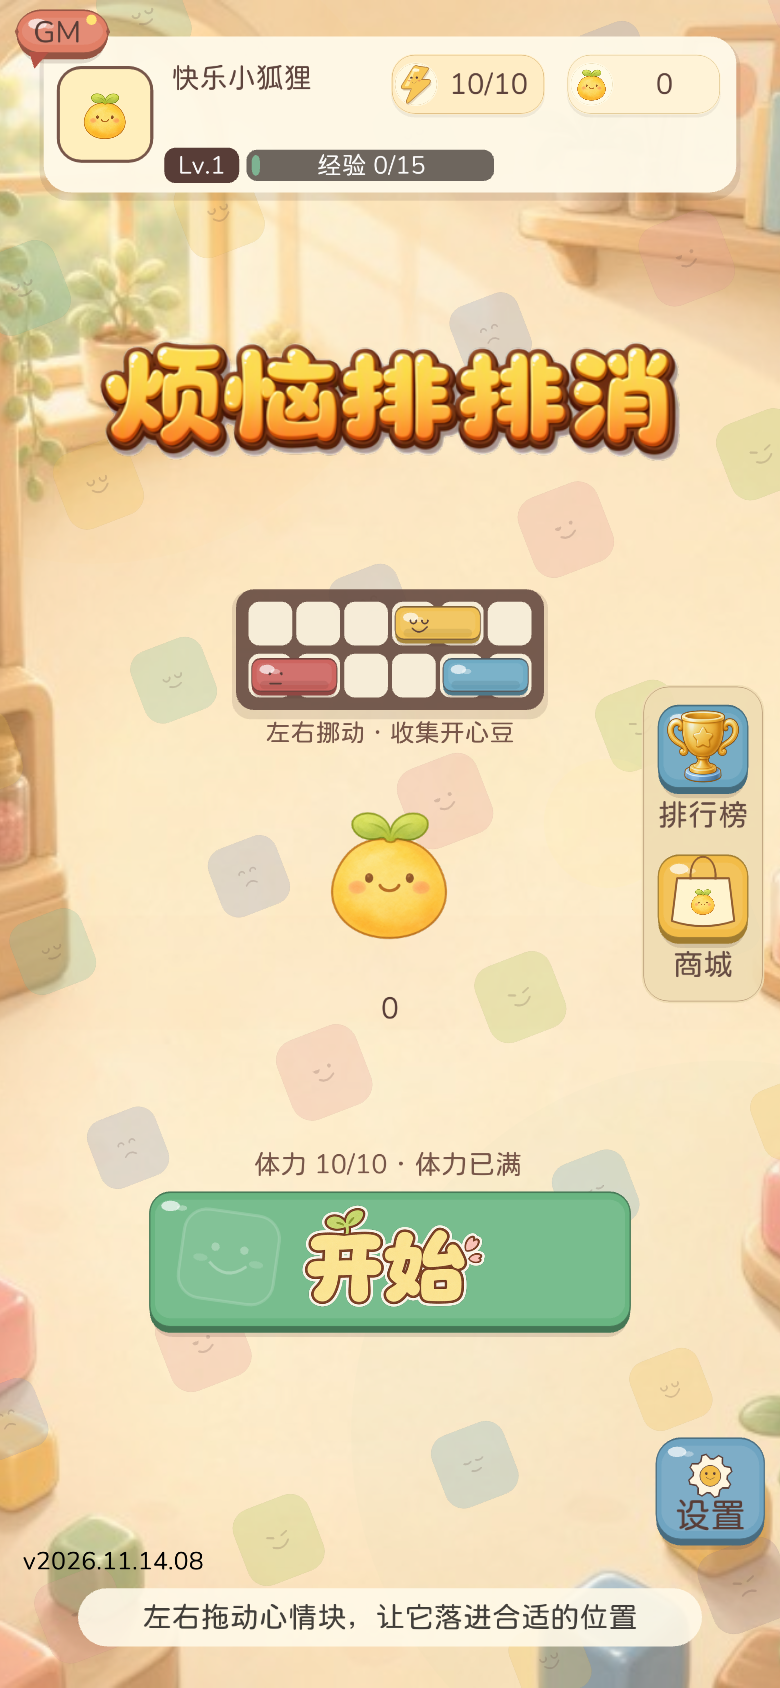 GM
快乐小狐狸
10/10
0
Lv.1
经验 0/15
烦恼排排消
左右挪动 · 收集开心豆
排行榜
商城
0
体力 10/10 · 体力已满
开始
设置
v2026.11.14.08
左右拖动心情块，让它落进合适的位置